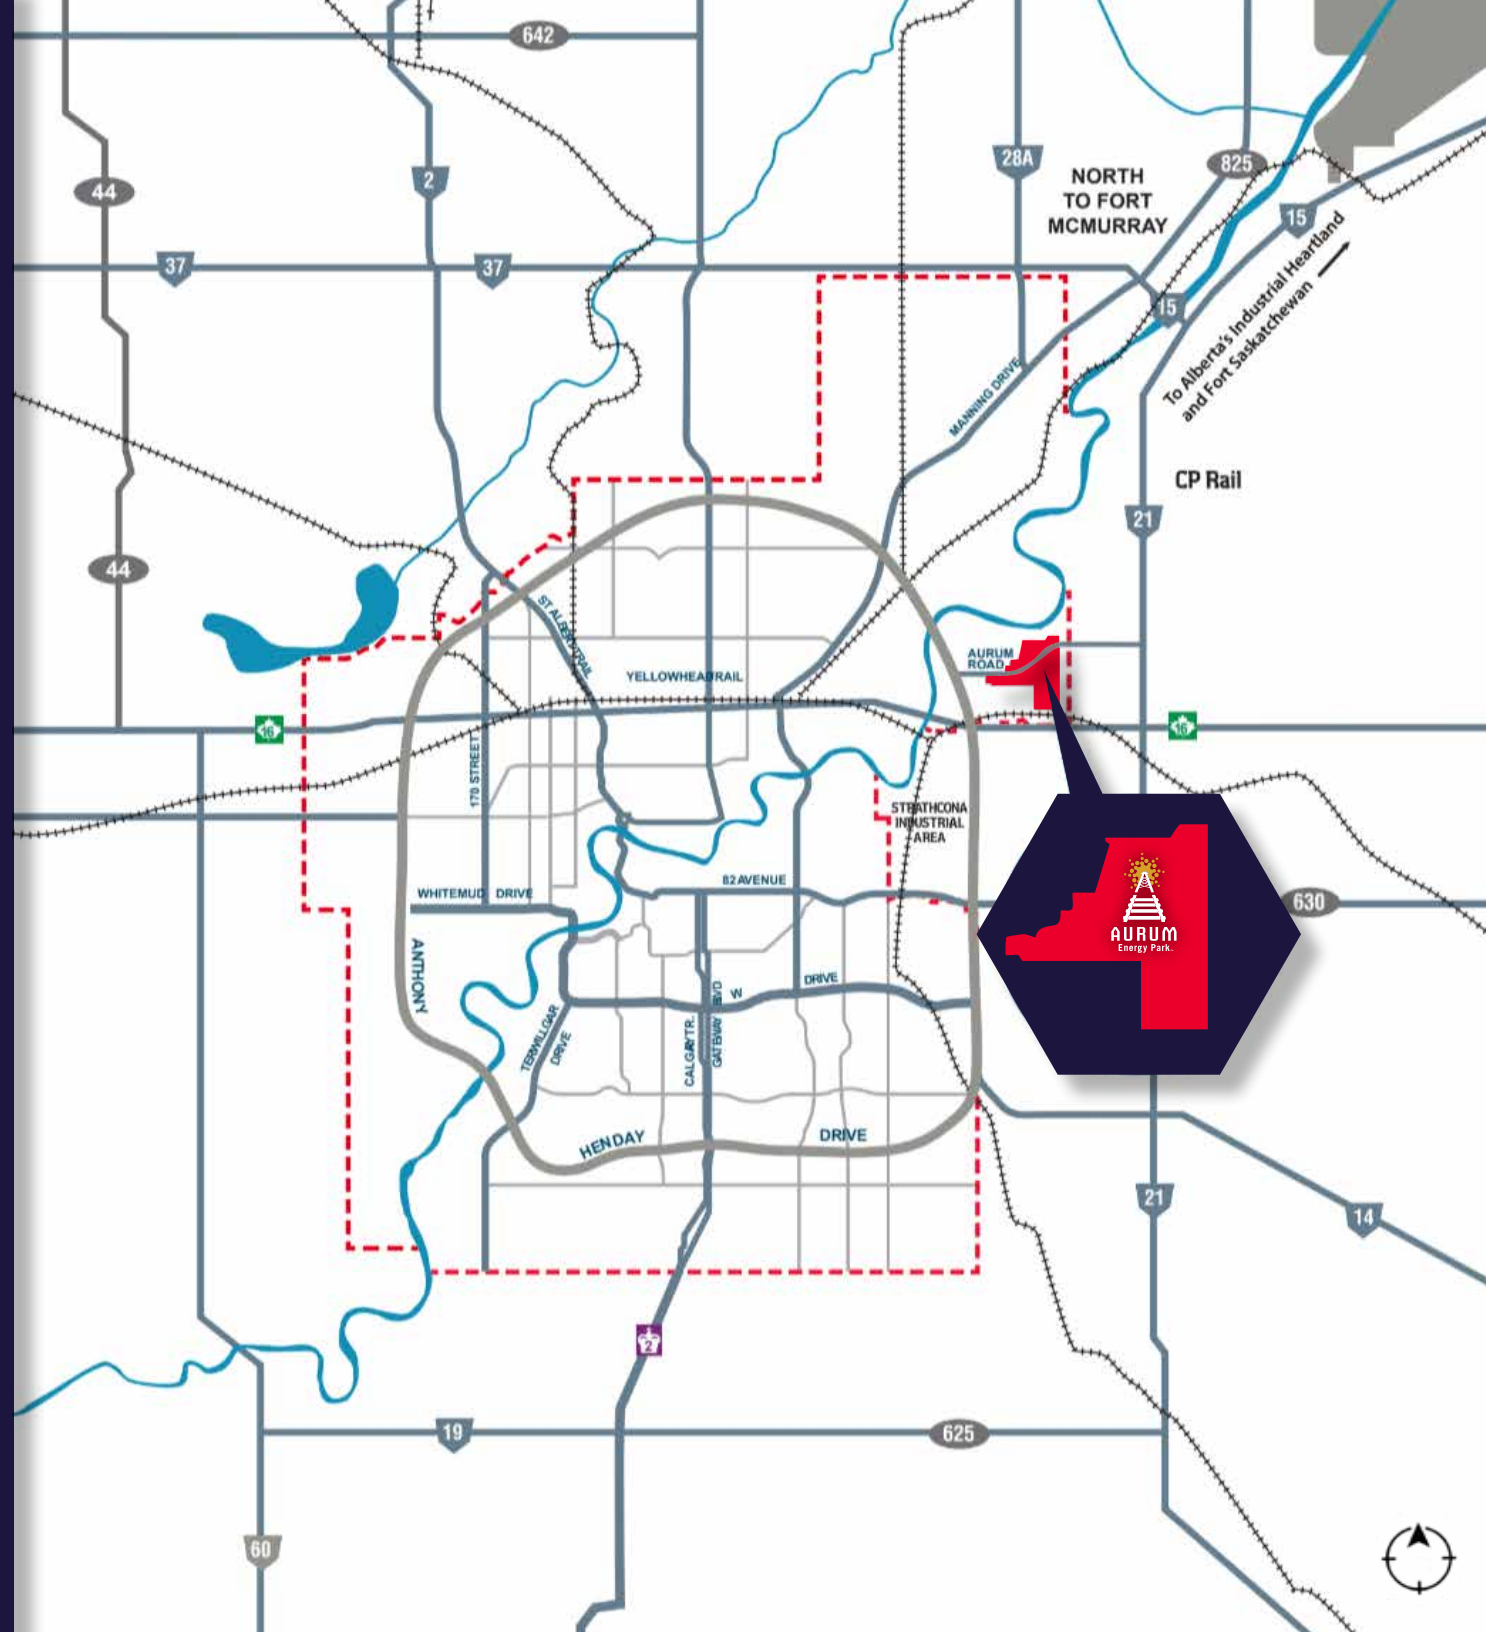 642
44
2
28A
NORTH
TO FORT
MCMURRAY
825
15
37
37
15
To Alberta's Industrial Heartland
and Fort Saskatchewan
MANNING DRIVE
CP Rail
21
44
ST ALBERT TRAIL
AURUM
ROAD
YELLOWHEAD TRAIL
16
16
170 STREET
STRATHCONA
INDUSTRIAL
AREA
82 AVENUE
WHITEMUD DRIVE
630
AURUM
Energy Park
ANTHONY
W
DRIVE
TERWILLGAR
DRIVE
CALGARY TR.
GATEWAY BLVD
HENDAY
DRIVE
21
14
2
19
625
60